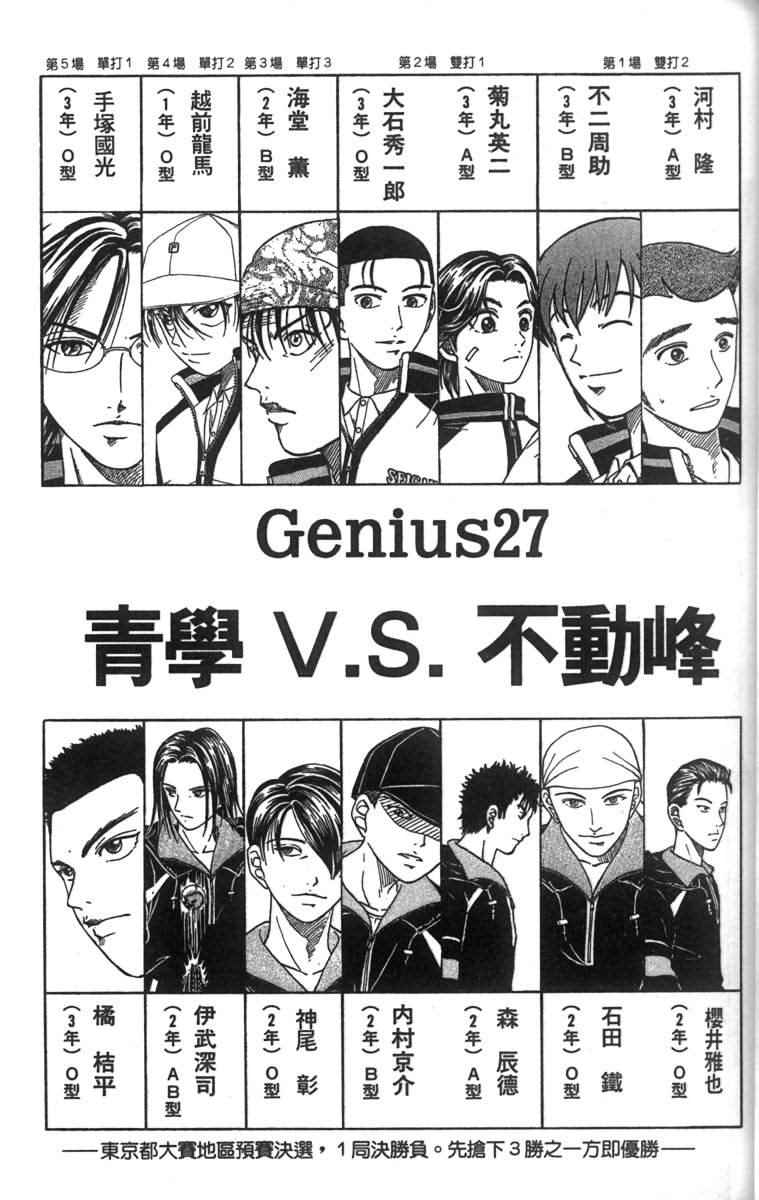 第1場 雙打2
第2場 雙打1
第3場 單打3
第4場 單打2
第5場 單打1
河村 隆
(3年) A型
不二周助
(3年) B型
菊丸英二
(3年) A型
大石秀一郎
(3年) O型
海堂 薫
(2年) B型
越前龍馬
(1年) O型
手塚國光
(3年) O型
F
SEIGA
Genius27
青學 V.S. 不動峰
櫻井雅也
(2年) O型
石田 鐵
(2年) O型
森 辰德
(2年) A型
内村京介
(2年) B型
神尾 彰
(2年) O型
伊武深司
(2年) AB型
橘 桔平
(3年) O型
——東京都大賽地區預賽決選，1局決勝負。先搶下3勝之一方即優勝——